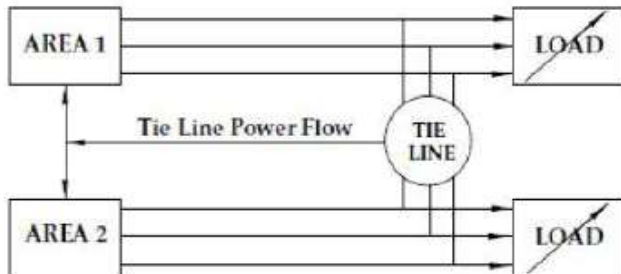 AREA 1
LOAD
Tie Line Power Flow
TIE
LINE
AREA 2
LOAD